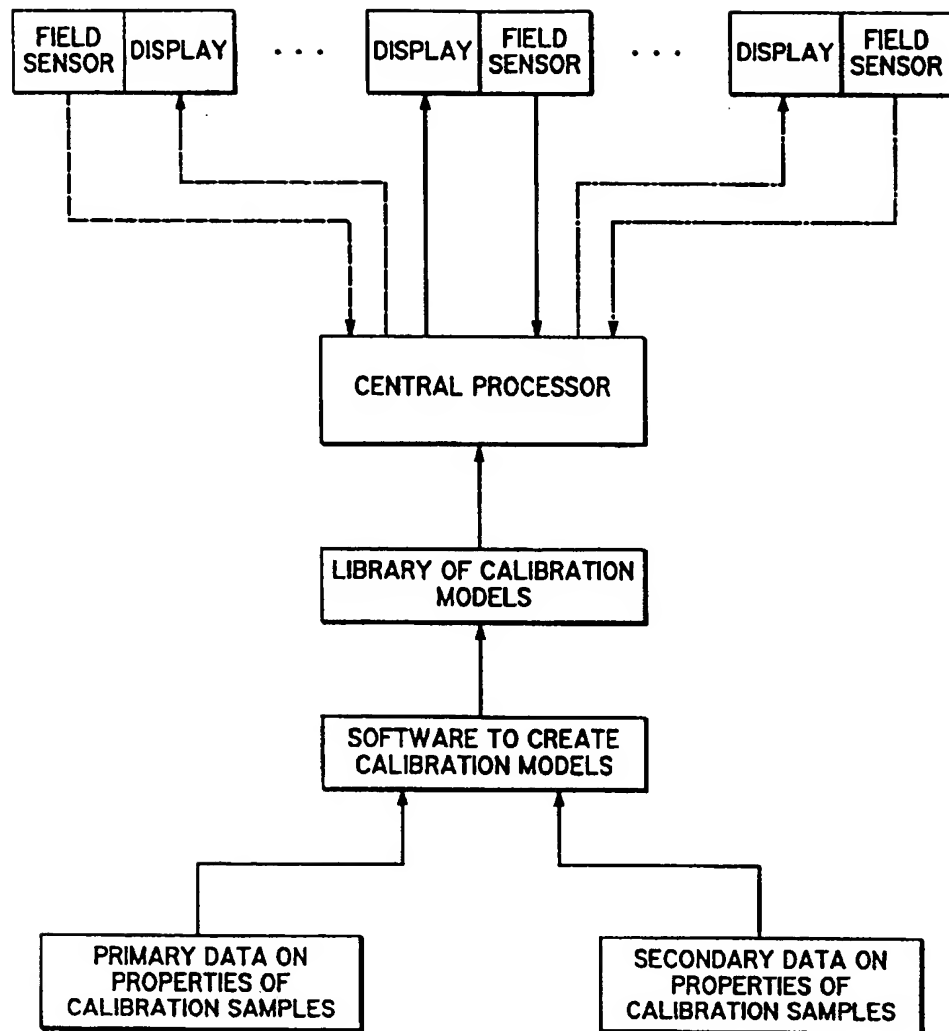 FIELD
SENSOR
DISPLAY
. . .
DISPLAY
FIELD
SENSOR
. . .
DISPLAY
FIELD
SENSOR
CENTRAL PROCESSOR
LIBRARY OF CALIBRATION
MODELS
SOFTWARE TO CREATE
CALIBRATION MODELS
PRIMARY DATA ON
PROPERTIES OF
CALIBRATION SAMPLES
SECONDARY DATA ON
PROPERTIES OF
CALIBRATION SAMPLES